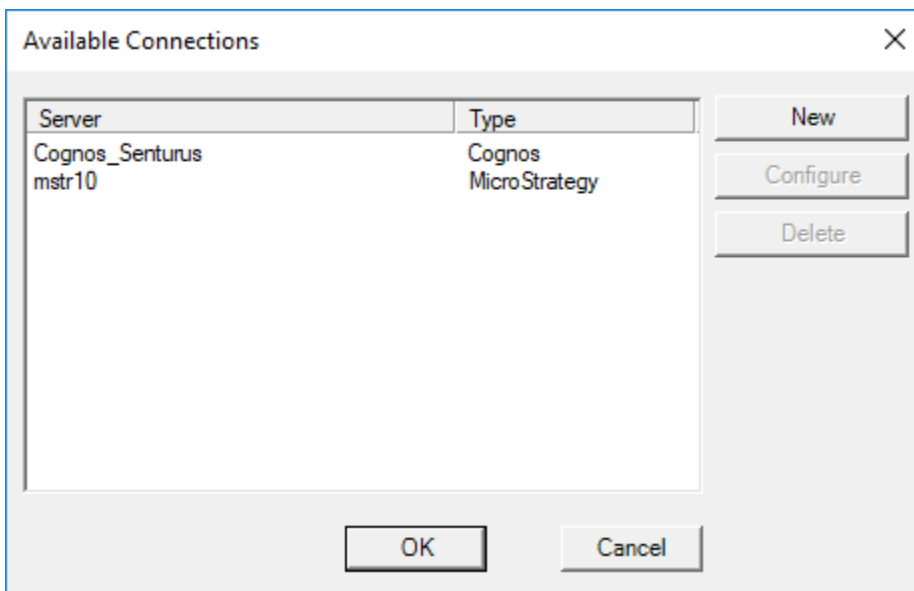 Available Connections
Server Type
Cognos_Senturus Cognos
mstr10 MicroStrategy
New
Configure
Delete
OK Cancel